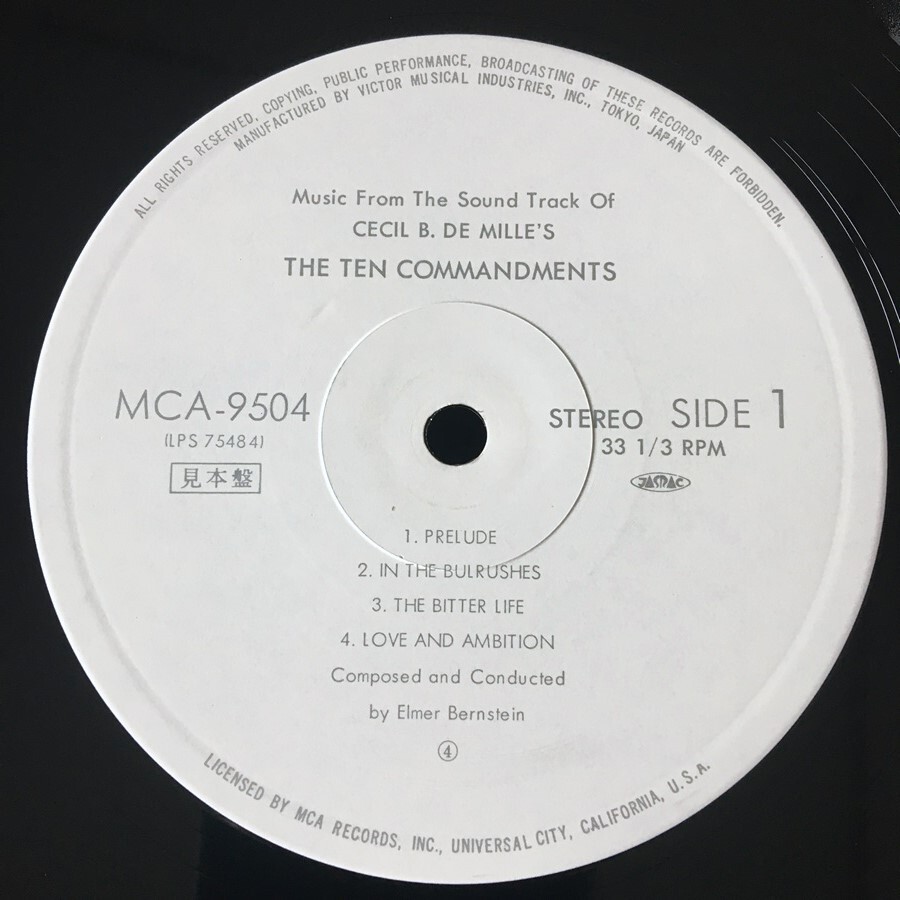 ALL RIGHTS RESERVED, COPYING, PUBLIC PERFORMANCE, BROADCASTING OF THESE RECORDS ARE FORBIDDEN.
MANUFACTURED BY VICTOR MUSICAL INDUSTRIES, INC., TOKYO, JAPAN
Music From The Sound Track Of
CECIL B. DE MILLE'S
THE TEN COMMANDMENTS
MCA-9504
(LPS 75484)
見本盤
STEREO SIDE 1
33 1/3 RPM
JASRAC
1. PRELUDE
2. IN THE BULRUSHES
3. THE BITTER LIFE
4. LOVE AND AMBITION
Composed and Conducted
by Elmer Bernstein
④
LICENSED BY MCA RECORDS, INC., UNIVERSAL CITY, CALIFORNIA, U.S.A.